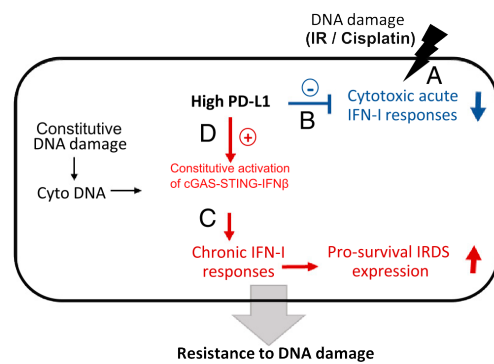 DNA damage
(IR / Cisplatin)
A
High PD-L1
-
B
Cytotoxic acute
IFN-I responses
D
+
Constitutive
DNA damage
Cyto DNA
Constitutive activation
of cGAS-STING-IFNβ
C
Chronic IFN-I
responses
Pro-survival IRDS
expression
Resistance to DNA damage